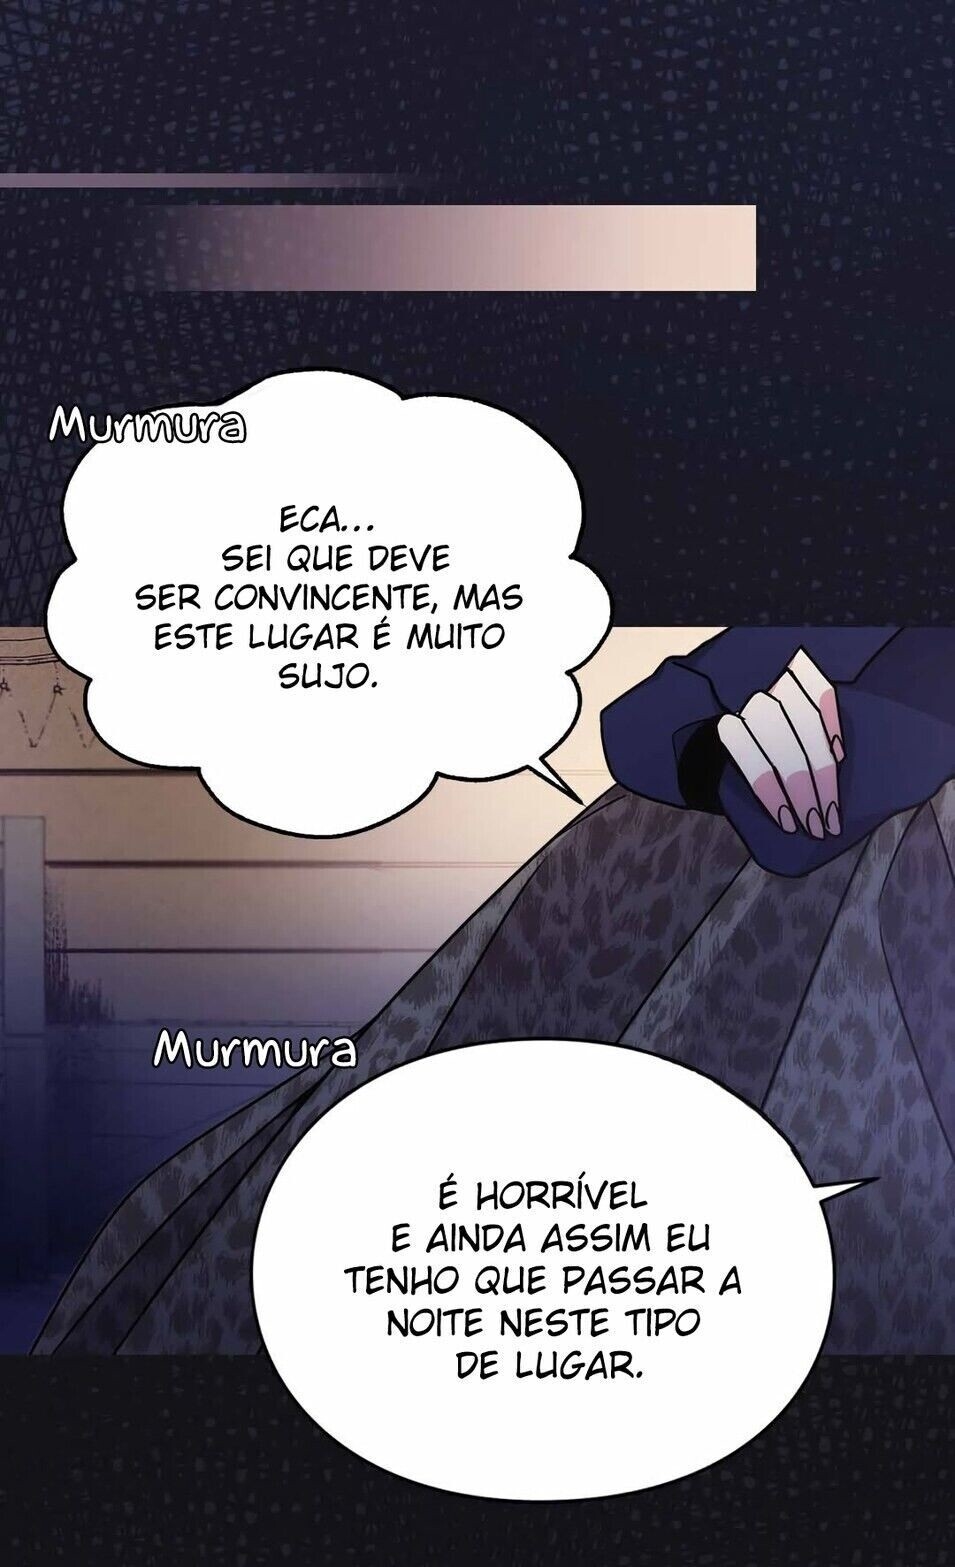 Murmura
ECA...
SEI QUE DEVE
SER CONVINCENTE, MAS
ESTE LUGAR É MUITO
SUJO.
Murmura
É HORRÍVEL
E AINDA ASSIM EU
TENHO QUE PASSAR A
NOITE NESTE TIPO
DE LUGAR.